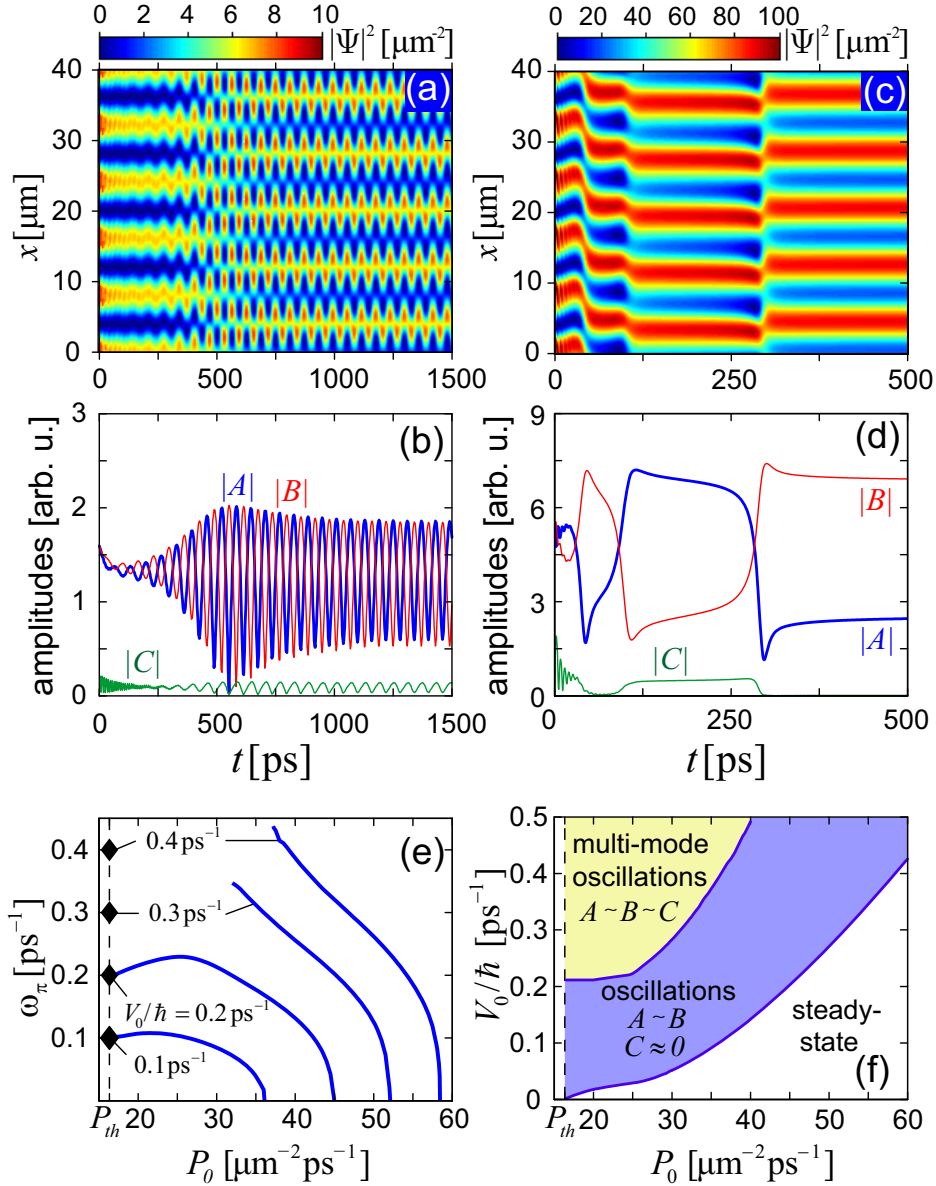 0 2 4 6 8 10 |Ψ|² [μm⁻²]
0 20 40 60 80 100 |Ψ|² [μm⁻²]
40
30
20
10
0
x [μm]
(a)
0 500 1000 1500
40
30
20
10
0
x [μm]
(c)
0 250 500
3
2
1
0
amplitudes [arb. u.]
(b)
|A| |B|
|C|
0 500 1000 1500
t [ps]
9
6
3
0
amplitudes [arb. u.]
(d)
|B|
|C|
|A|
0 250 500
t [ps]
0.4
0.3
0.2
0.1
ω_π [ps⁻¹]
(e)
0.4 ps⁻¹
0.3 ps⁻¹
V₀/ħ = 0.2 ps⁻¹
0.1 ps⁻¹
P_th 20 30 40 50 60
P₀ [μm⁻² ps⁻¹]
0.5
0.4
0.3
0.2
0.1
0
V₀/ħ [ps⁻¹]
multi-mode
oscillations
A ~ B ~ C
oscillations
A ~ B
C ≈ 0
steady-
state
(f)
P_th 20 30 40 50 60
P₀ [μm⁻² ps⁻¹]